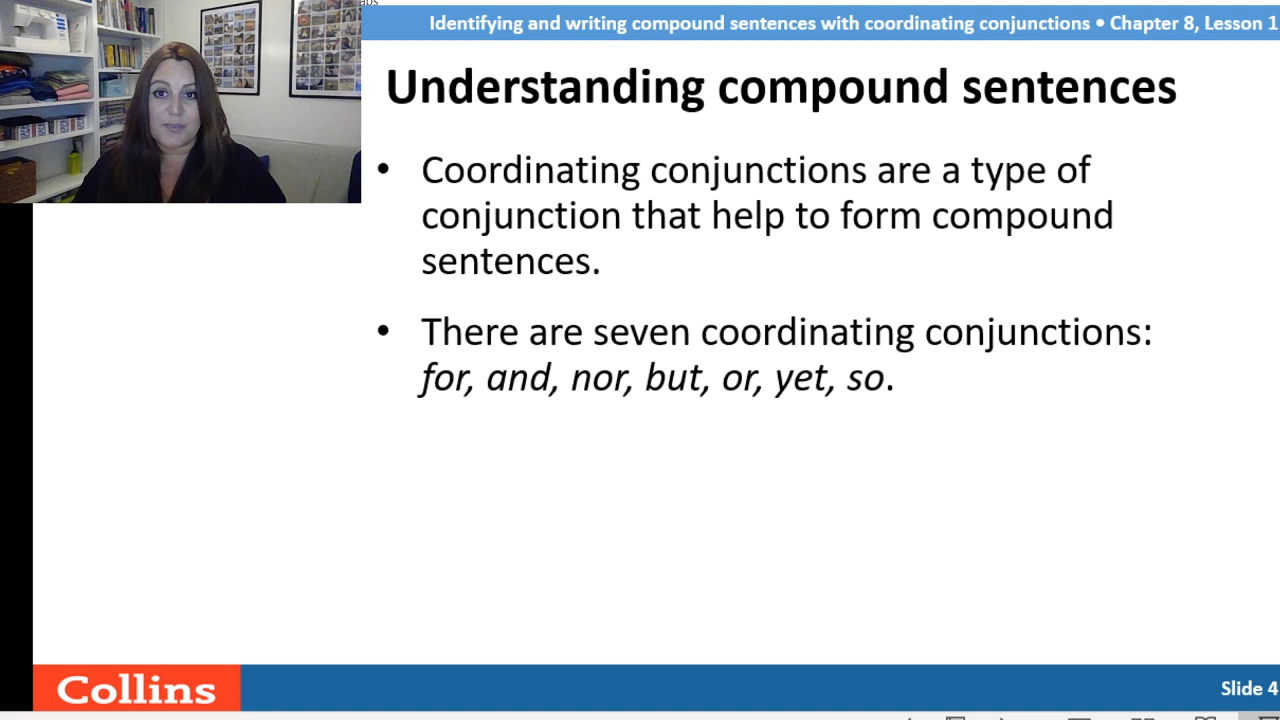 abs
Identifying and writing compound sentences with coordinating conjunctions • Chapter 8, Lesson 1
Understanding compound sentences
• Coordinating conjunctions are a type of
conjunction that help to form compound
sentences.
• There are seven coordinating conjunctions:
for, and, nor, but, or, yet, so.
Collins
Slide 4